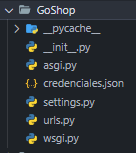 GoShop
__pycache__
__init__.py
asgi.py
credenciales.json
settings.py
urls.py
wsgi.py